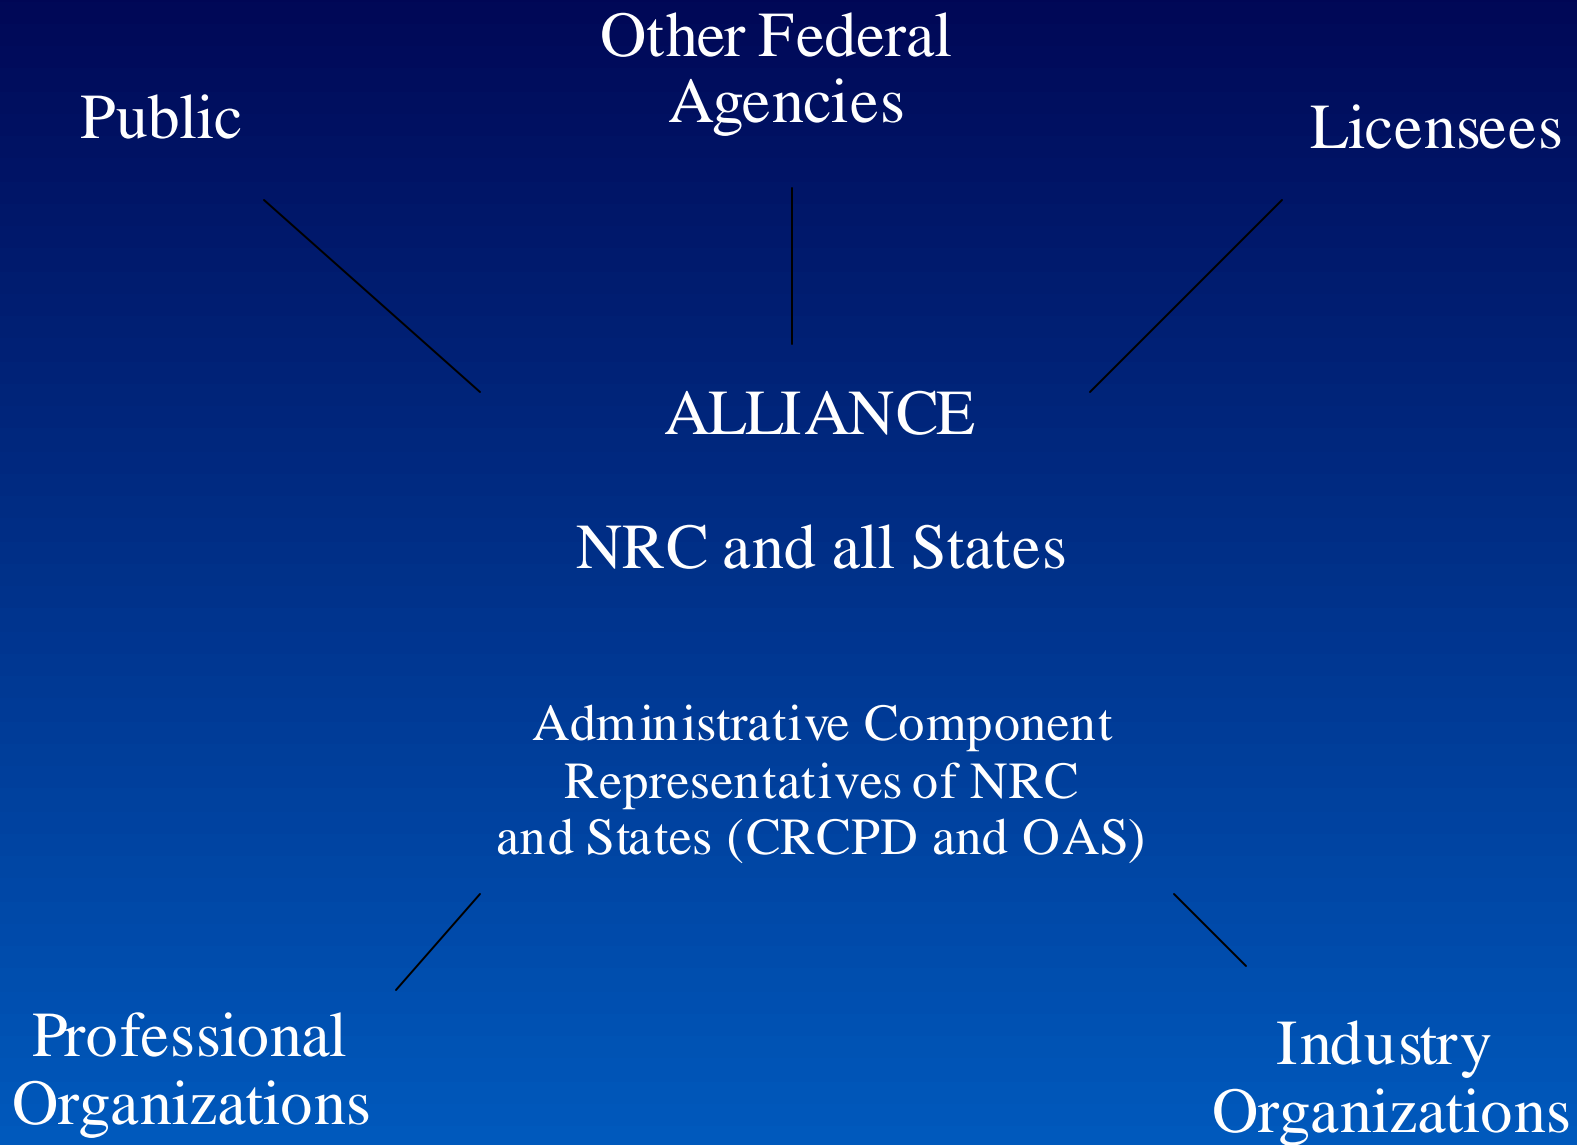 Other Federal
Agencies
Public
Licensees
ALLIANCE
NRC and all States
Administrative Component
Representatives of NRC
and States (CRCPD and OAS)
Professional
Organizations
Industry
Organizations